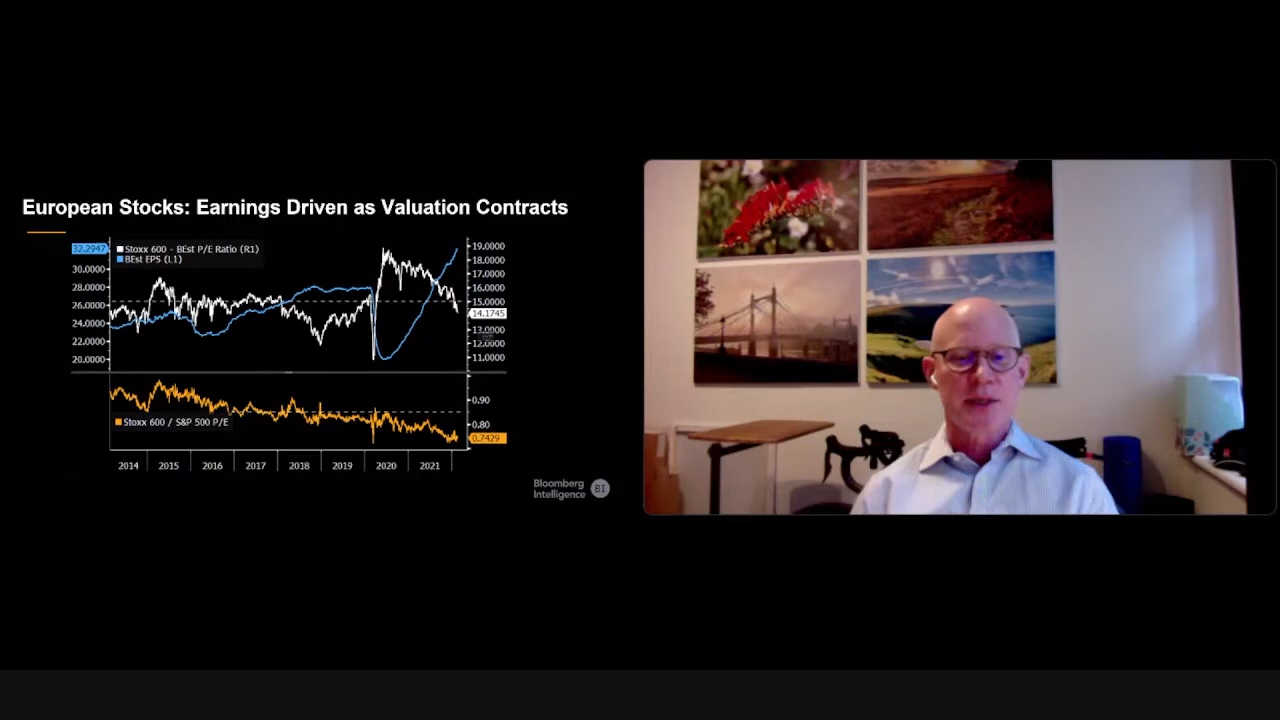 European Stocks: Earnings Driven as Valuation Contracts
32.2947
30.0000
28.0000
26.0000
24.0000
22.0000
20.0000
Stoxx 600 - BEst P/E Ratio (R1)
BEst EPS (L1)
19.0000
18.0000
17.0000
16.0000
15.0000
14.1745
13.0000
12.0000
11.0000
Stoxx 600 / S&P 500 P/E
0.90
0.80
0.7429
2014 2015 2016 2017 2018 2019 2020 2021
Bloomberg
Intelligence BI